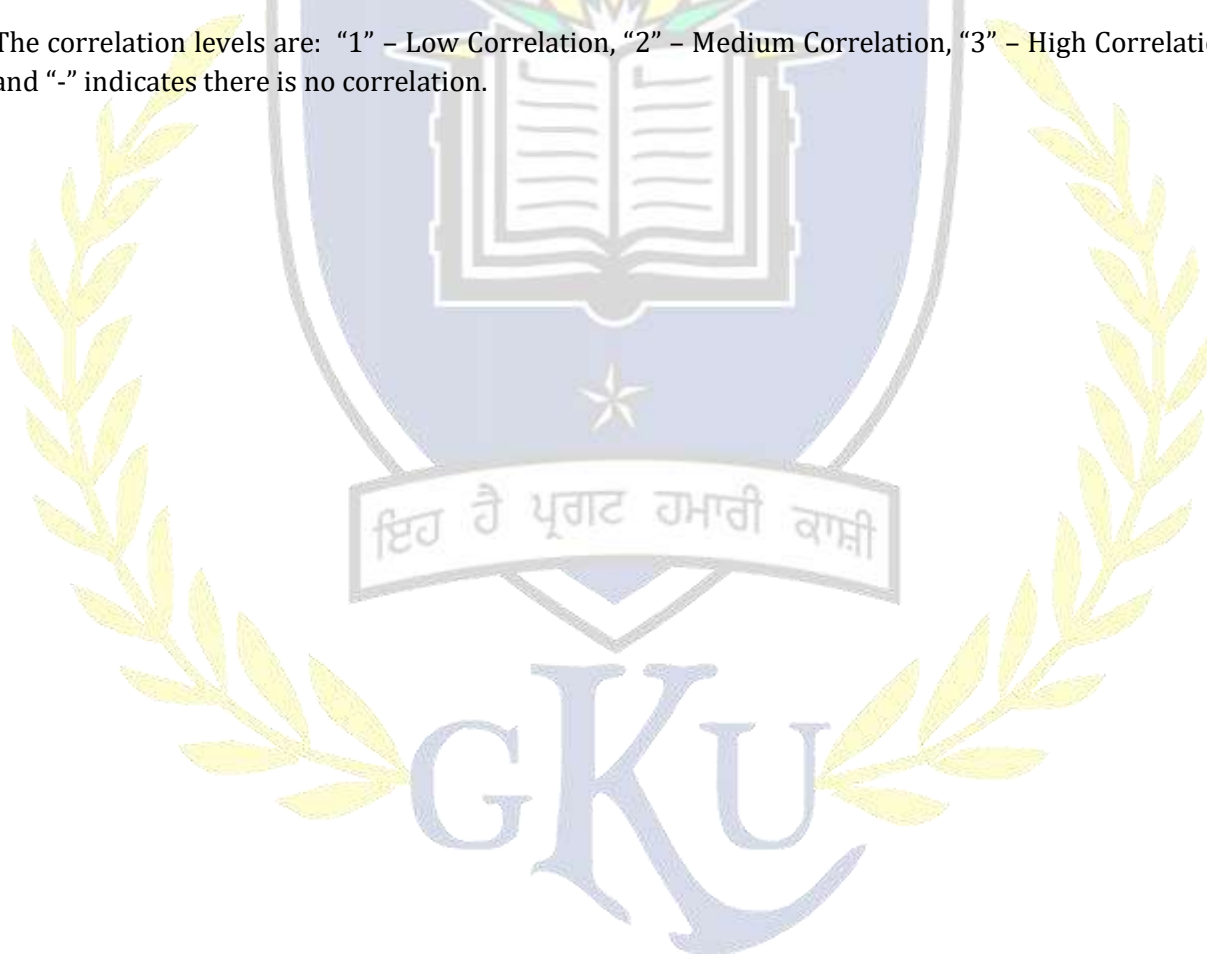 The correlation levels are: “1” – Low Correlation, “2” – Medium Correlation, “3” – High
and “-” indicates there is no correlation.
ਇਹ ਹੈ ਪ੍ਰਗਟ ਹਮਾਰੀ ਕਾਸ਼ੀ
GKU